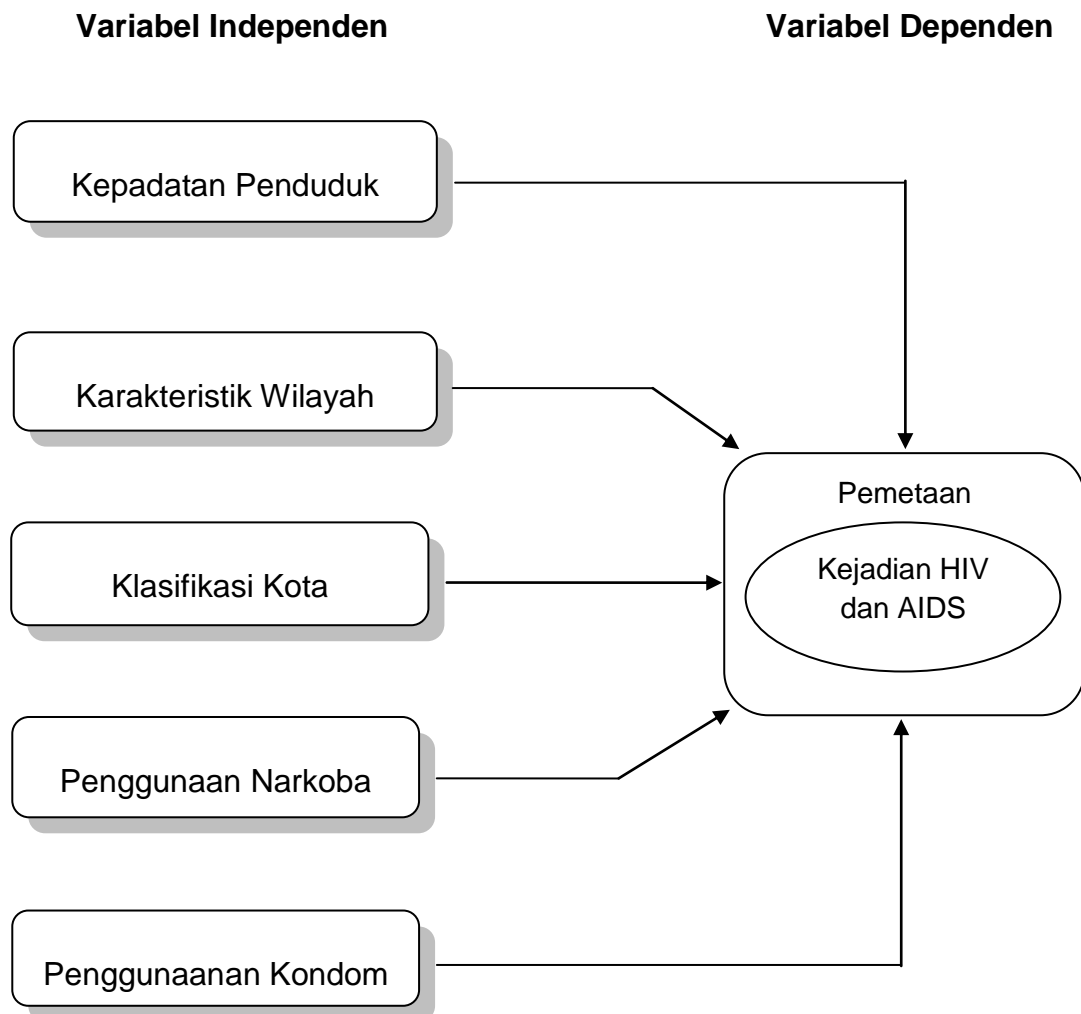 Variabel Independen
Variabel Dependen
Kepadatan Penduduk
Karakteristik Wilayah
Klasifikasi Kota
Penggunaan Narkoba
Penggunaanan Kondom
Pemetaan
Kejadian HIV
dan AIDS